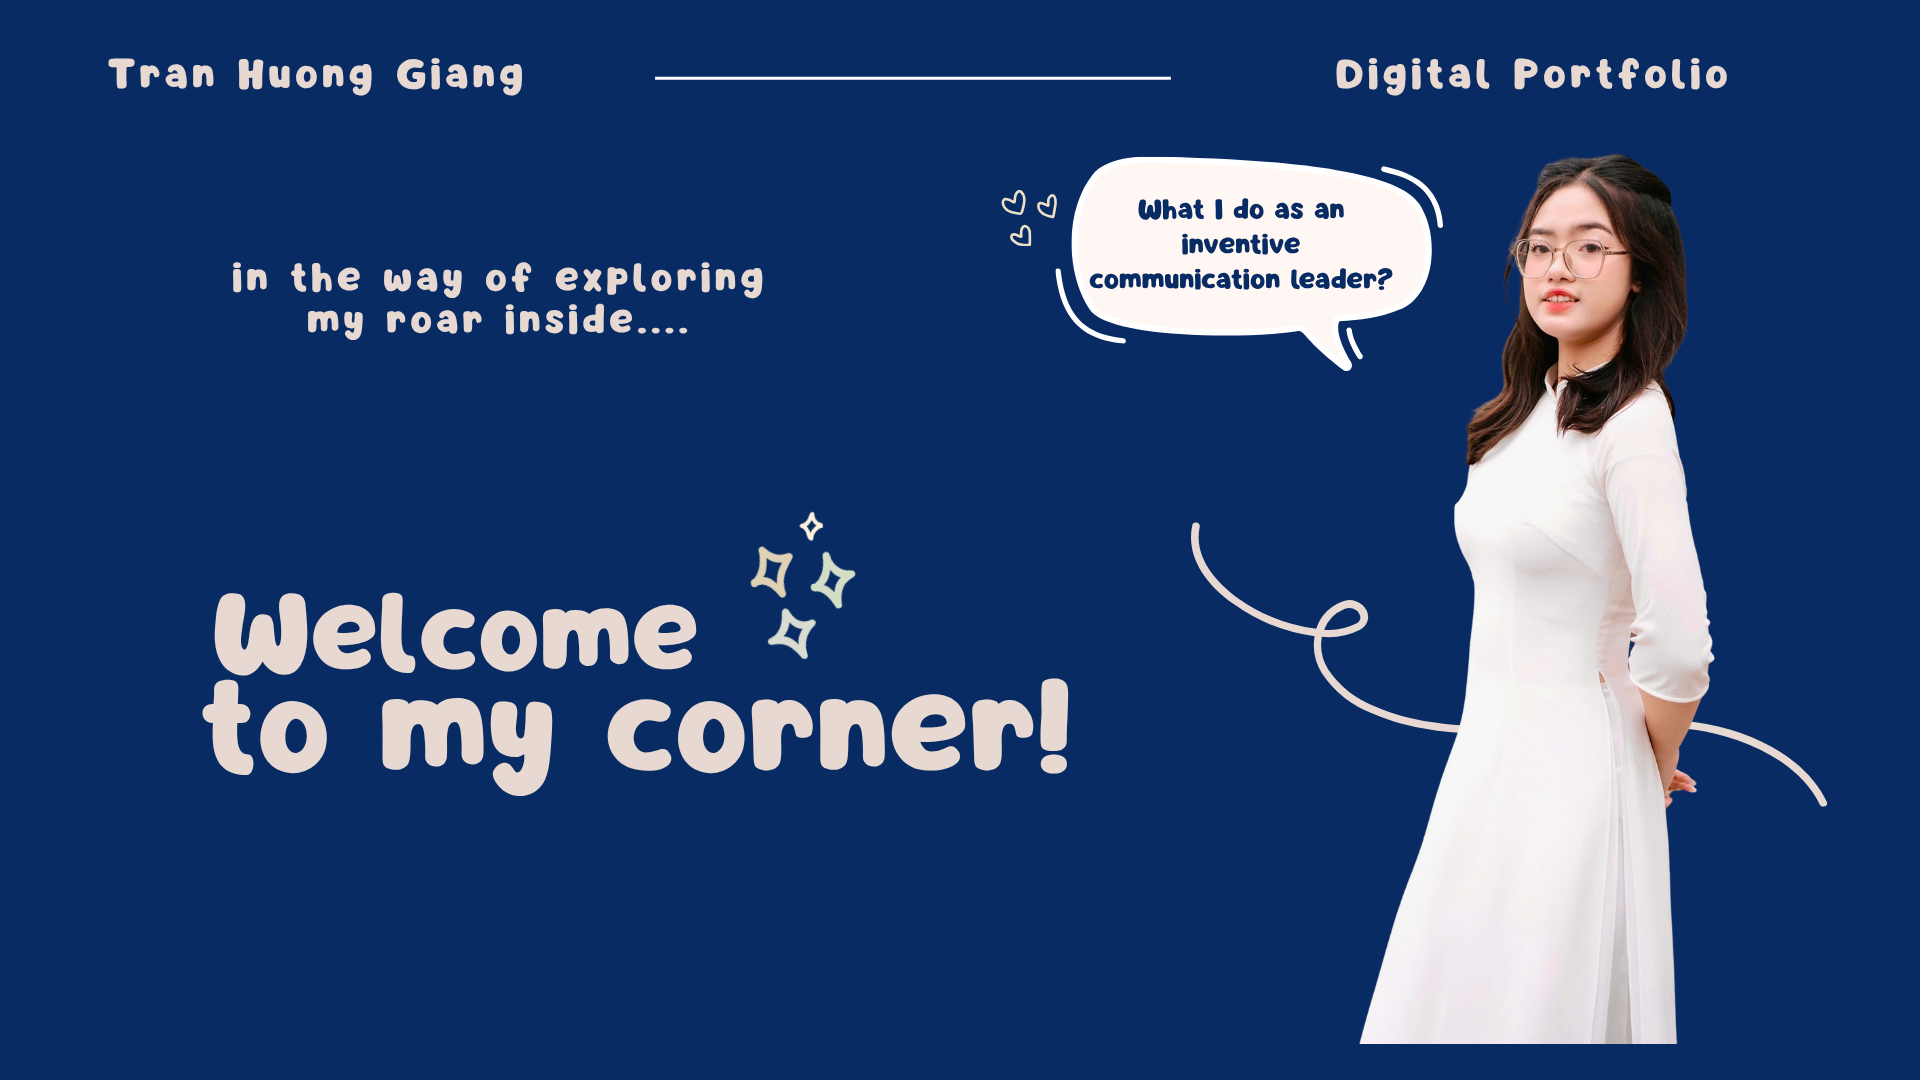 Tran Huong Giang
Digital Portfolio
What I do as an
inventive
communication leader?
in the way of exploring
my roar inside....
Welcome
to my corner!